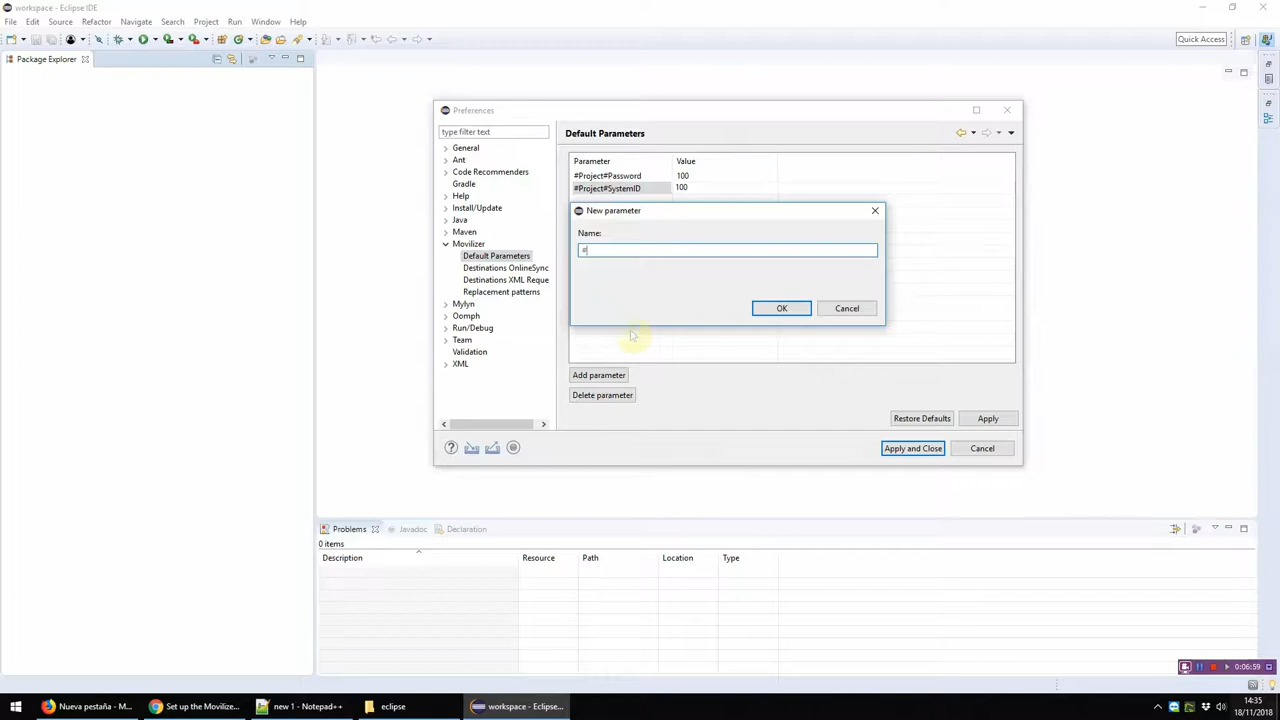 workspace - Eclipse IDE
File Edit Source Refactor Navigate Search Project Run Window Help
Quick Access
Package Explorer
Preferences
type filter text
Default Parameters
General
Ant
Code Recommenders
Gradle
Help
Install/Update
Java
Maven
Movilizer
Default Parameters
Destinations OnlineSync
Destinations XML Reque
Replacement patterns
Mylyn
Oomph
Run/Debug
Team
Validation
XML
Parameter Value
#Project#Password 100
#Project#SystemID 100
New parameter
Name:
#
OK Cancel
Add parameter
Delete parameter
Restore Defaults Apply
Apply and Close Cancel
Problems Javadoc Declaration
0 items
Description Resource Path Location Type
0:06:59
Nueva pestaña - M...
Set up the Movilize...
new 1 - Notepad++
eclipse
workspace - Eclipse...
14:35
18/11/2018